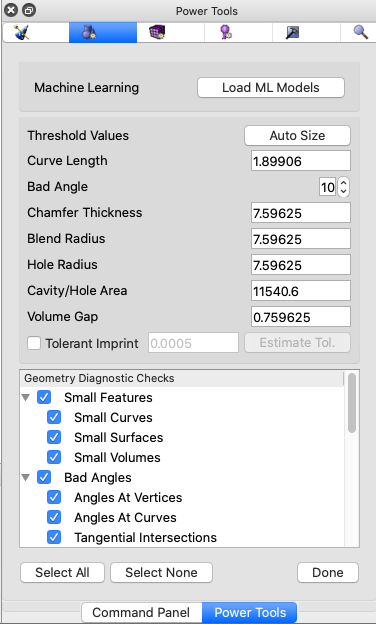 Power Tools
Machine Learning
Load ML Models
Threshold Values
Auto Size
Curve Length
1.89906
Bad Angle
10
Chamfer Thickness
7.59625
Blend Radius
7.59625
Hole Radius
7.59625
Cavity/Hole Area
11540.6
Volume Gap
0.759625
Tolerant Imprint
0.0005
Estimate Tol.
Geometry Diagnostic Checks
Small Features
Small Curves
Small Surfaces
Small Volumes
Bad Angles
Angles At Vertices
Angles At Curves
Tangential Intersections
Select All
Select None
Done
Command Panel
Power Tools